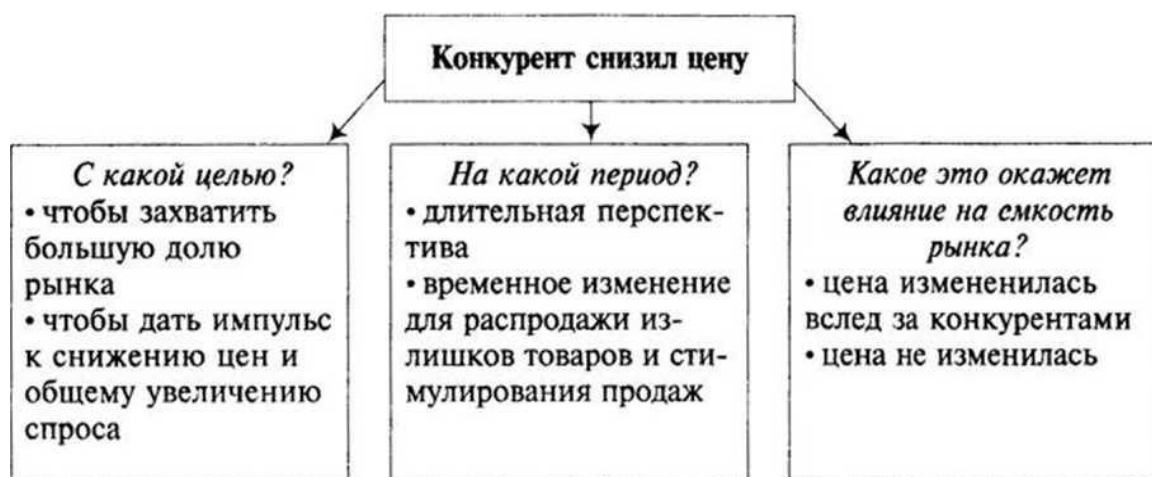 Конкурент снизил цену
С какой целью?
• чтобы захватить
большую долю
рынка
• чтобы дать импульс
к снижению цен и
общему увеличению
спроса
На какой период?
• длительная перспек-
тива
• временное изменение
для распродажи из-
лишков товаров и сти-
мулирования продаж
Какое это окажет
влияние на емкость
рынка?
• цена измененилась
вслед за конкурентами
• цена не изменилась